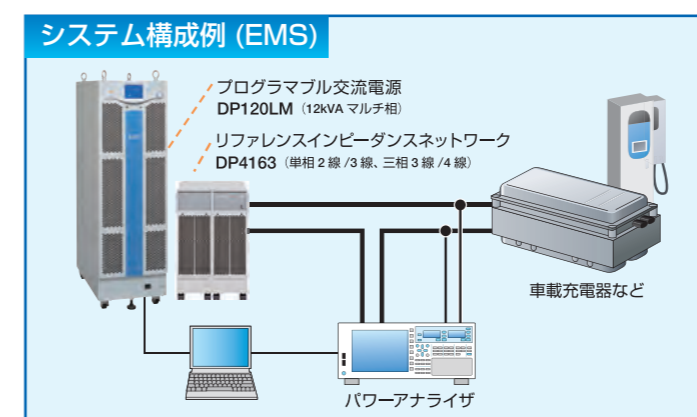 システム構成例 (EMS)
プログラマブル交流電源
DP120LM（12kVA マルチ相）
リファレンスインピーダンスネットワーク
DP4163（単相2線/3線、三相3線/4線）
車載充電器など
パワーアナライザ